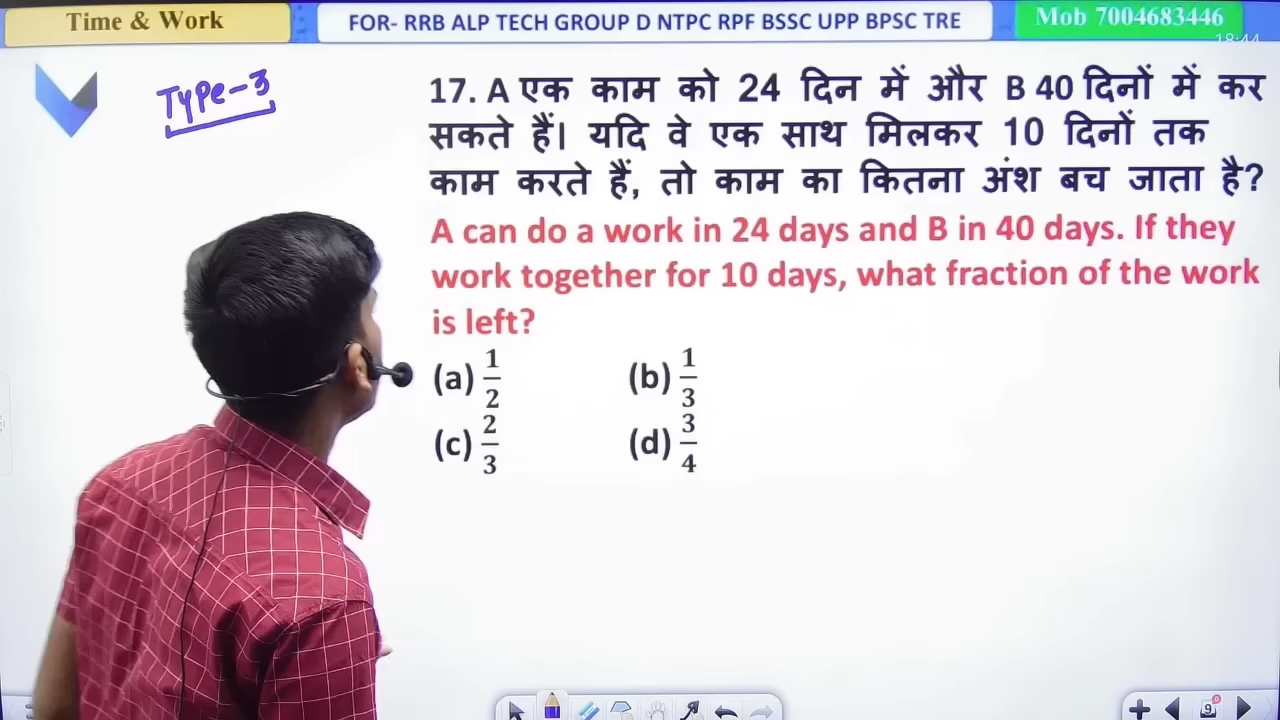 Time & Work
FOR- RRB ALP TECH GROUP D NTPC RPF BSSC UPP BPSC TRE
Mob 7004683446
18:44
Type-3
17. A एक काम को 24 दिन में और B 40 दिनों में कर
सकते हैं। यदि वे एक साथ मिलकर 10 दिनों तक
काम करते हैं, तो काम का कितना अंश बच जाता है?
A can do a work in 24 days and B in 40 days. If they
work together for 10 days, what fraction of the work
is left?
(a) 1/2 (b) 1/3
(c) 2/3 (d) 3/4
9